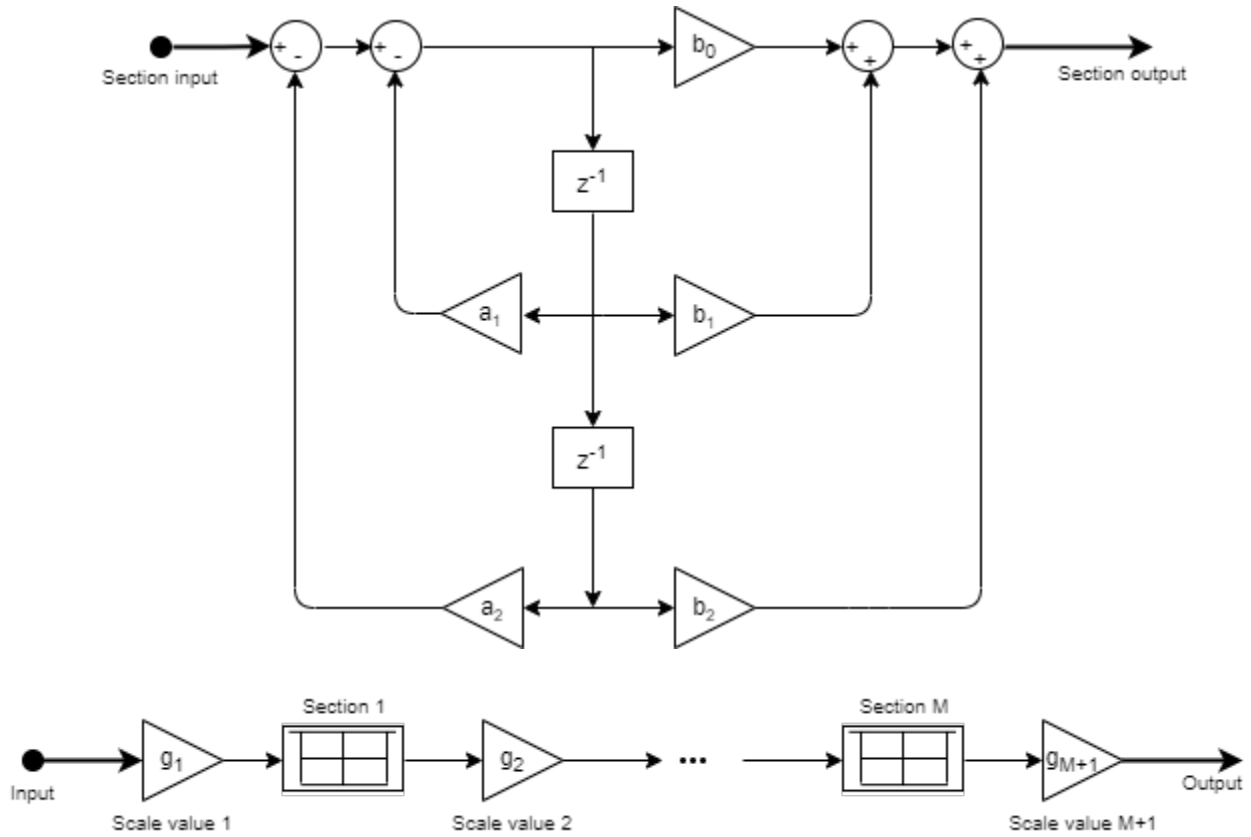 + - + - b₀ + + + +
Section input
Section output
z⁻¹
a₁ b₁
z⁻¹
a₂ b₂
Section 1 Section M
g₁ g₂ ... g_M+1
Input
Output
Scale value 1 Scale value 2 Scale value M+1